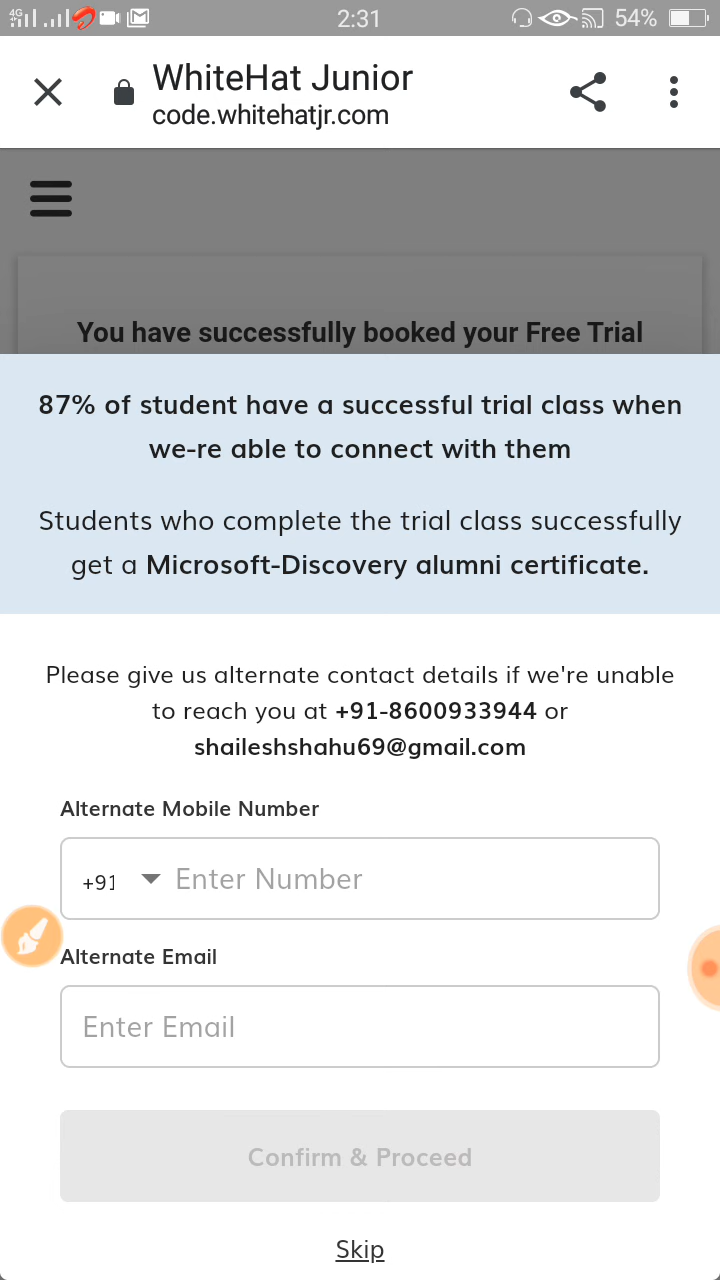 4G 2:31 54%
WhiteHat Junior
code.whitehatjr.com
You have successfully booked your Free Trial
87% of student have a successful trial class when
we-re able to connect with them
Students who complete the trial class successfully
get a Microsoft-Discovery alumni certificate.
Please give us alternate contact details if we're unable
to reach you at +91-8600933944 or
shaileshshahu69@gmail.com
Alternate Mobile Number
+91 Enter Number
Alternate Email
Enter Email
Confirm & Proceed
Skip